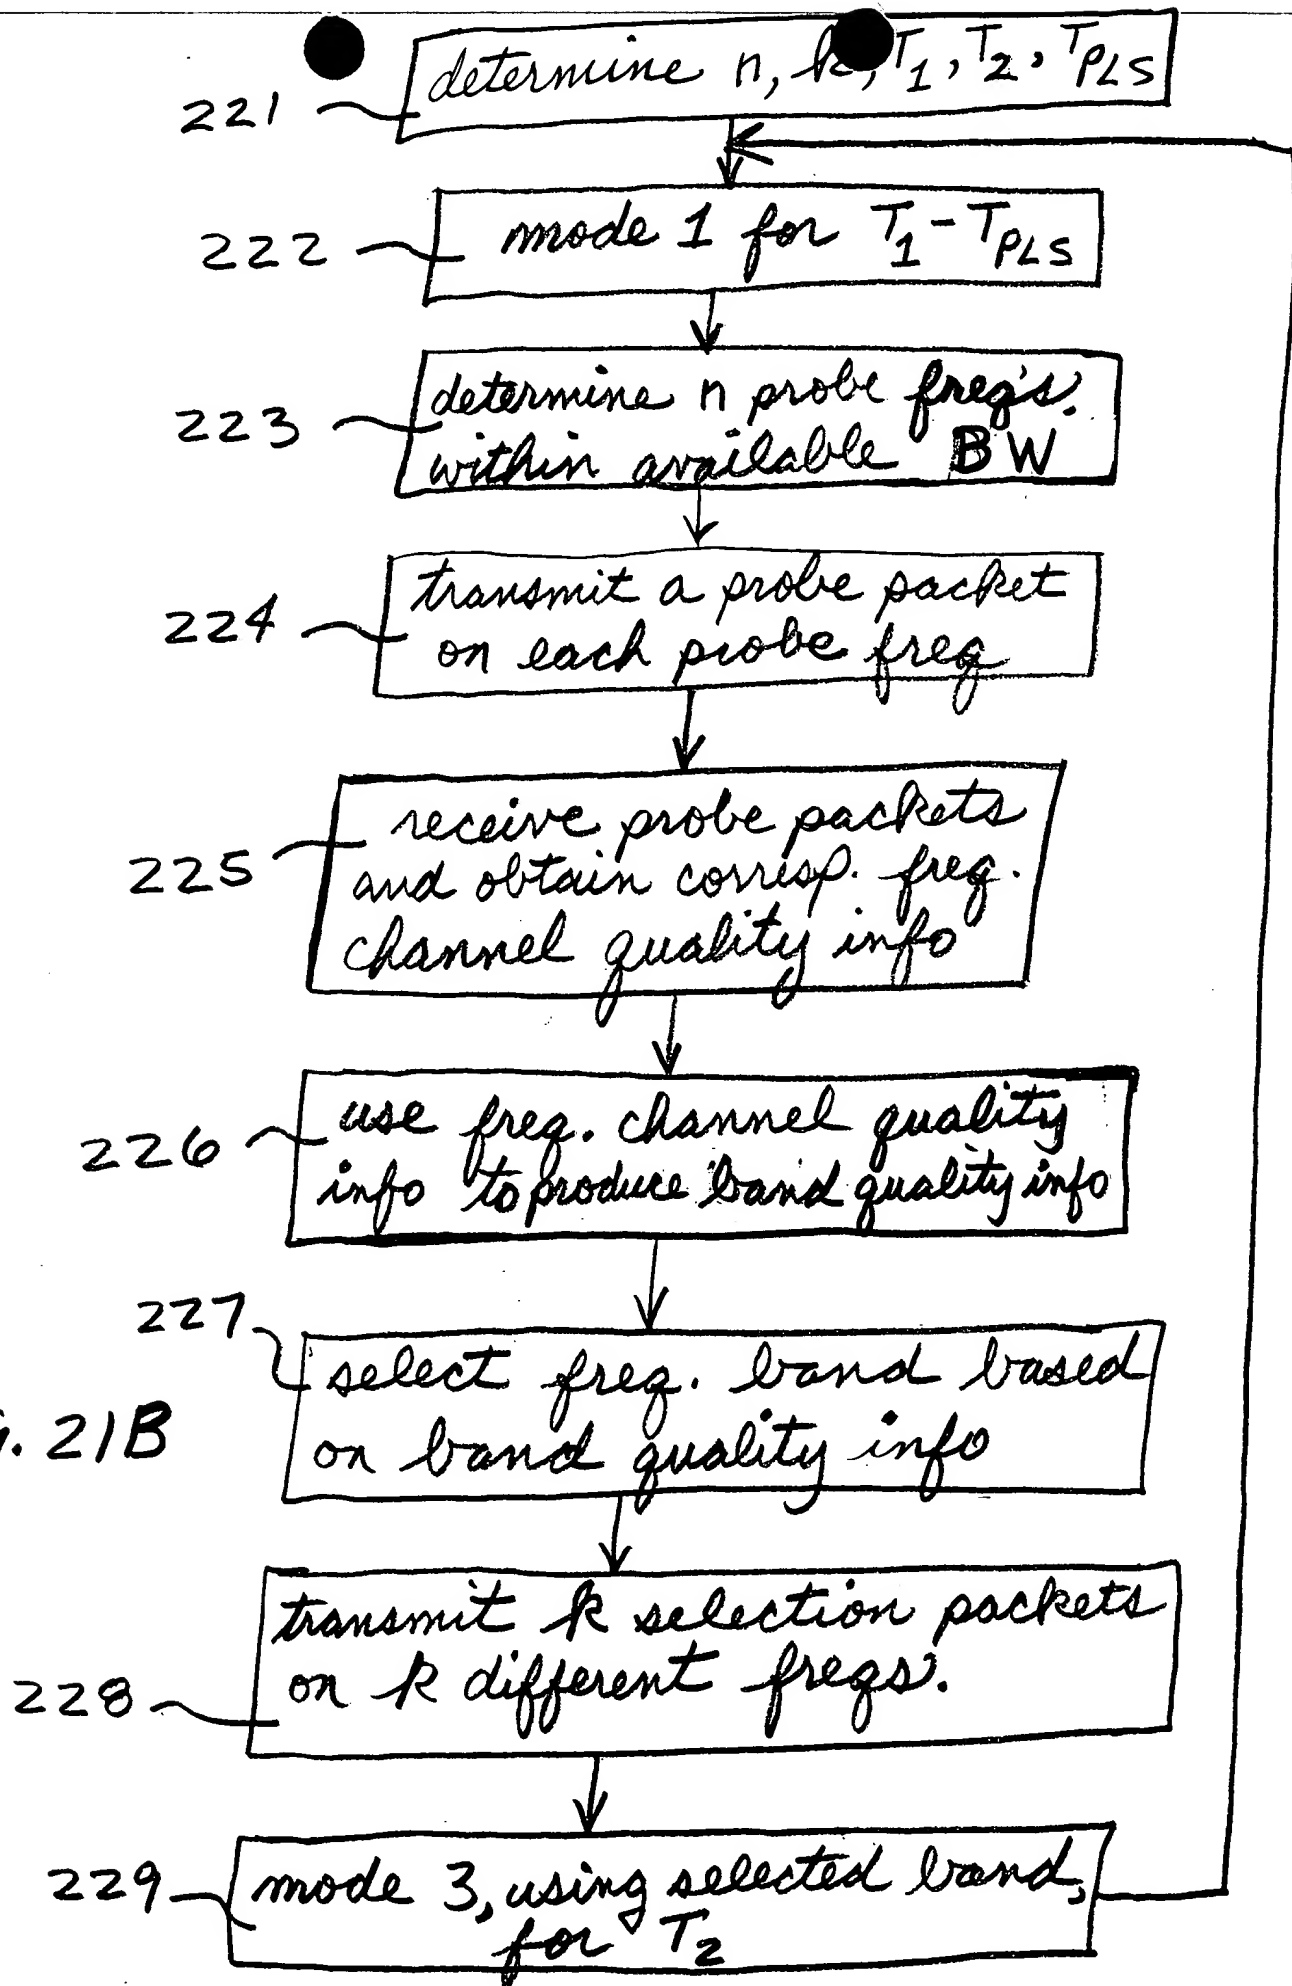 determine n, k, T1, T2, TPLS
221
222
mode 1 for T1 - TPLS
223
determine n probe freq's.
within available BW
224
transmit a probe packet
on each probe freq
225
receive probe packets
and obtain corresp. freq.
channel quality info
226
use freq. channel quality
info to produce band quality info
227
select freq. band based
on band quality info
. 21B
228
transmit k selection packets
on k different freqs'.
229
mode 3, using selected band,
for T2